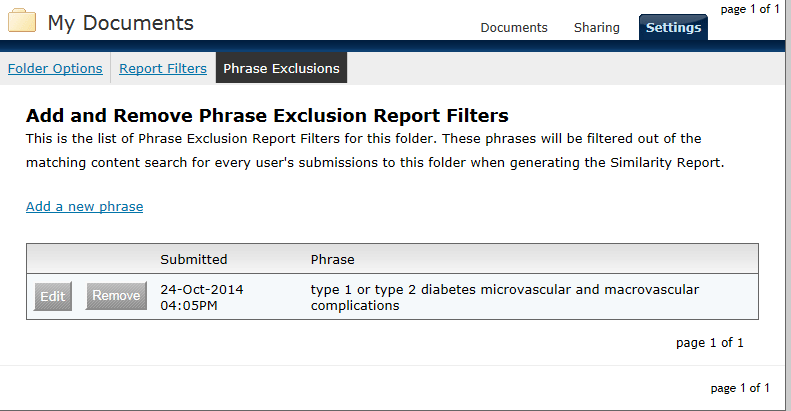 page 1 of 1
My Documents
Documents Sharing Settings
Folder Options Report Filters Phrase Exclusions
Add and Remove Phrase Exclusion Report Filters
This is the list of Phrase Exclusion Report Filters for this folder. These phrases will be filtered out of the
matching content search for every user's submissions to this folder when generating the Similarity Report.
Add a new phrase
Submitted Phrase
Edit Remove 24-Oct-2014 type 1 or type 2 diabetes microvascular and macrovascular
04:05PM complications
page 1 of 1
page 1 of 1